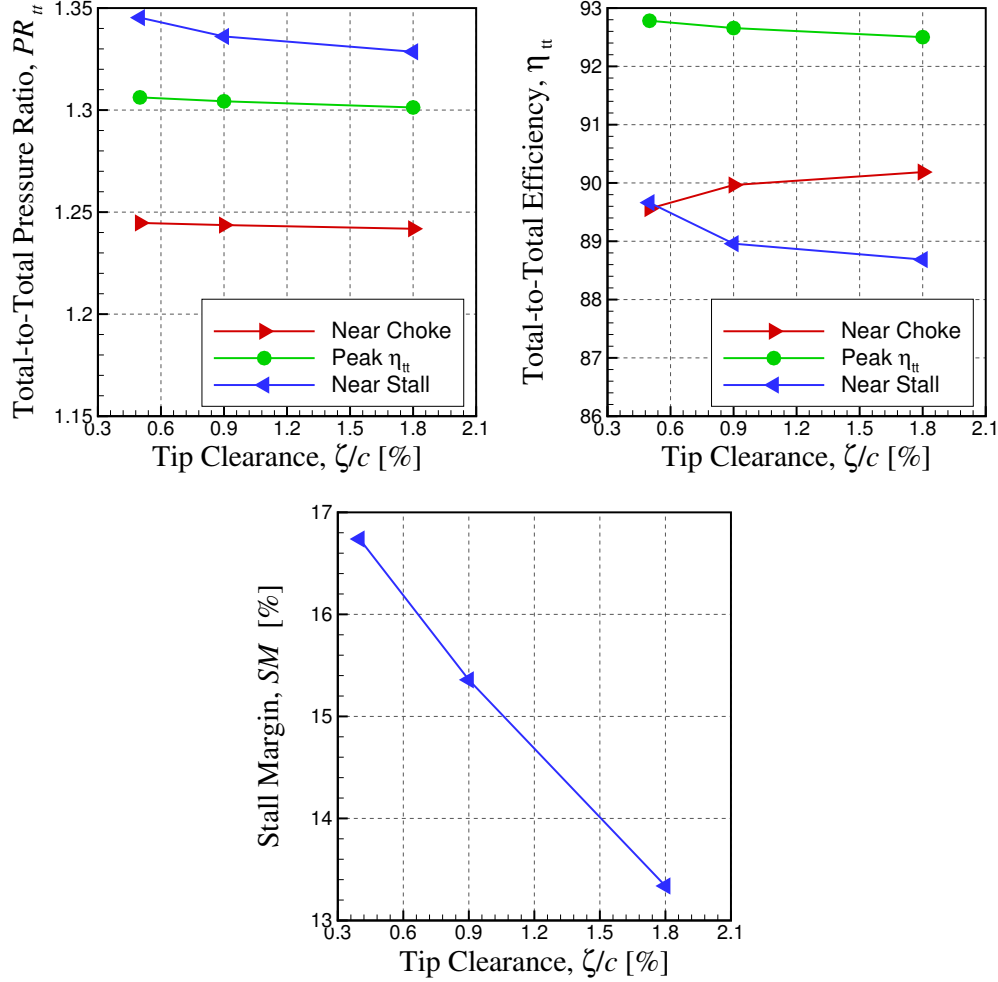 Total-to-Total Pressure Ratio, PR tt
1.35
1.3
1.25
1.2
1.15
0.3 0.6 0.9 1.2 1.5 1.8 2.1
Tip Clearance, ζ/c [%]
Near Choke
Peak ηtt
Near Stall
Total-to-Total Efficiency, ηtt
93
92
91
90
89
88
87
86
0.3 0.6 0.9 1.2 1.5 1.8 2.1
Tip Clearance, ζ/c [%]
Near Choke
Peak ηtt
Near Stall
Stall Margin, SM [%]
17
16
15
14
13
0.3 0.6 0.9 1.2 1.5 1.8 2.1
Tip Clearance, ζ/c [%]